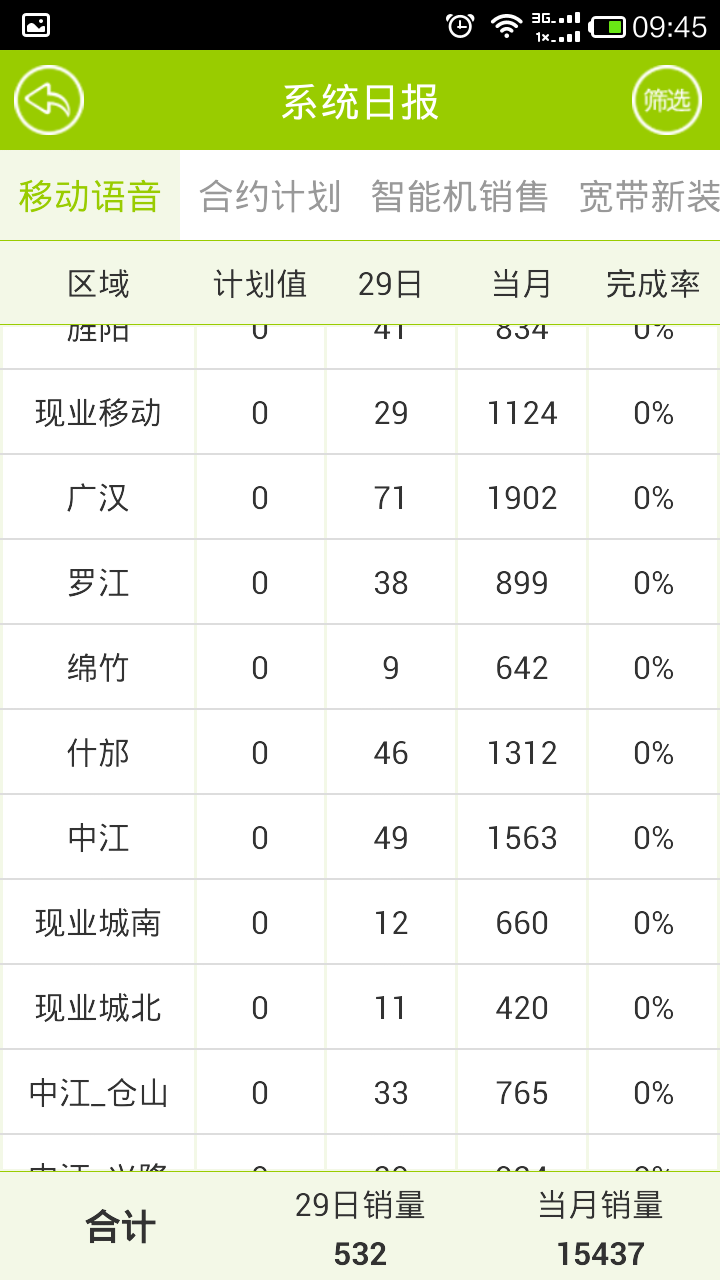 3G 1x 09:45
系统日报 筛选
移动语音 合约计划 智能机销售 宽带新装
区域 计划值 29日 当月 完成率
旌阳 0 41 834 0%
现业移动 0 29 1124 0%
广汉 0 71 1902 0%
罗江 0 38 899 0%
绵竹 0 9 642 0%
什邡 0 46 1312 0%
中江 0 49 1563 0%
现业城南 0 12 660 0%
现业城北 0 11 420 0%
中江_仓山 0 33 765 0%
合计 29日销量 当月销量
532 15437